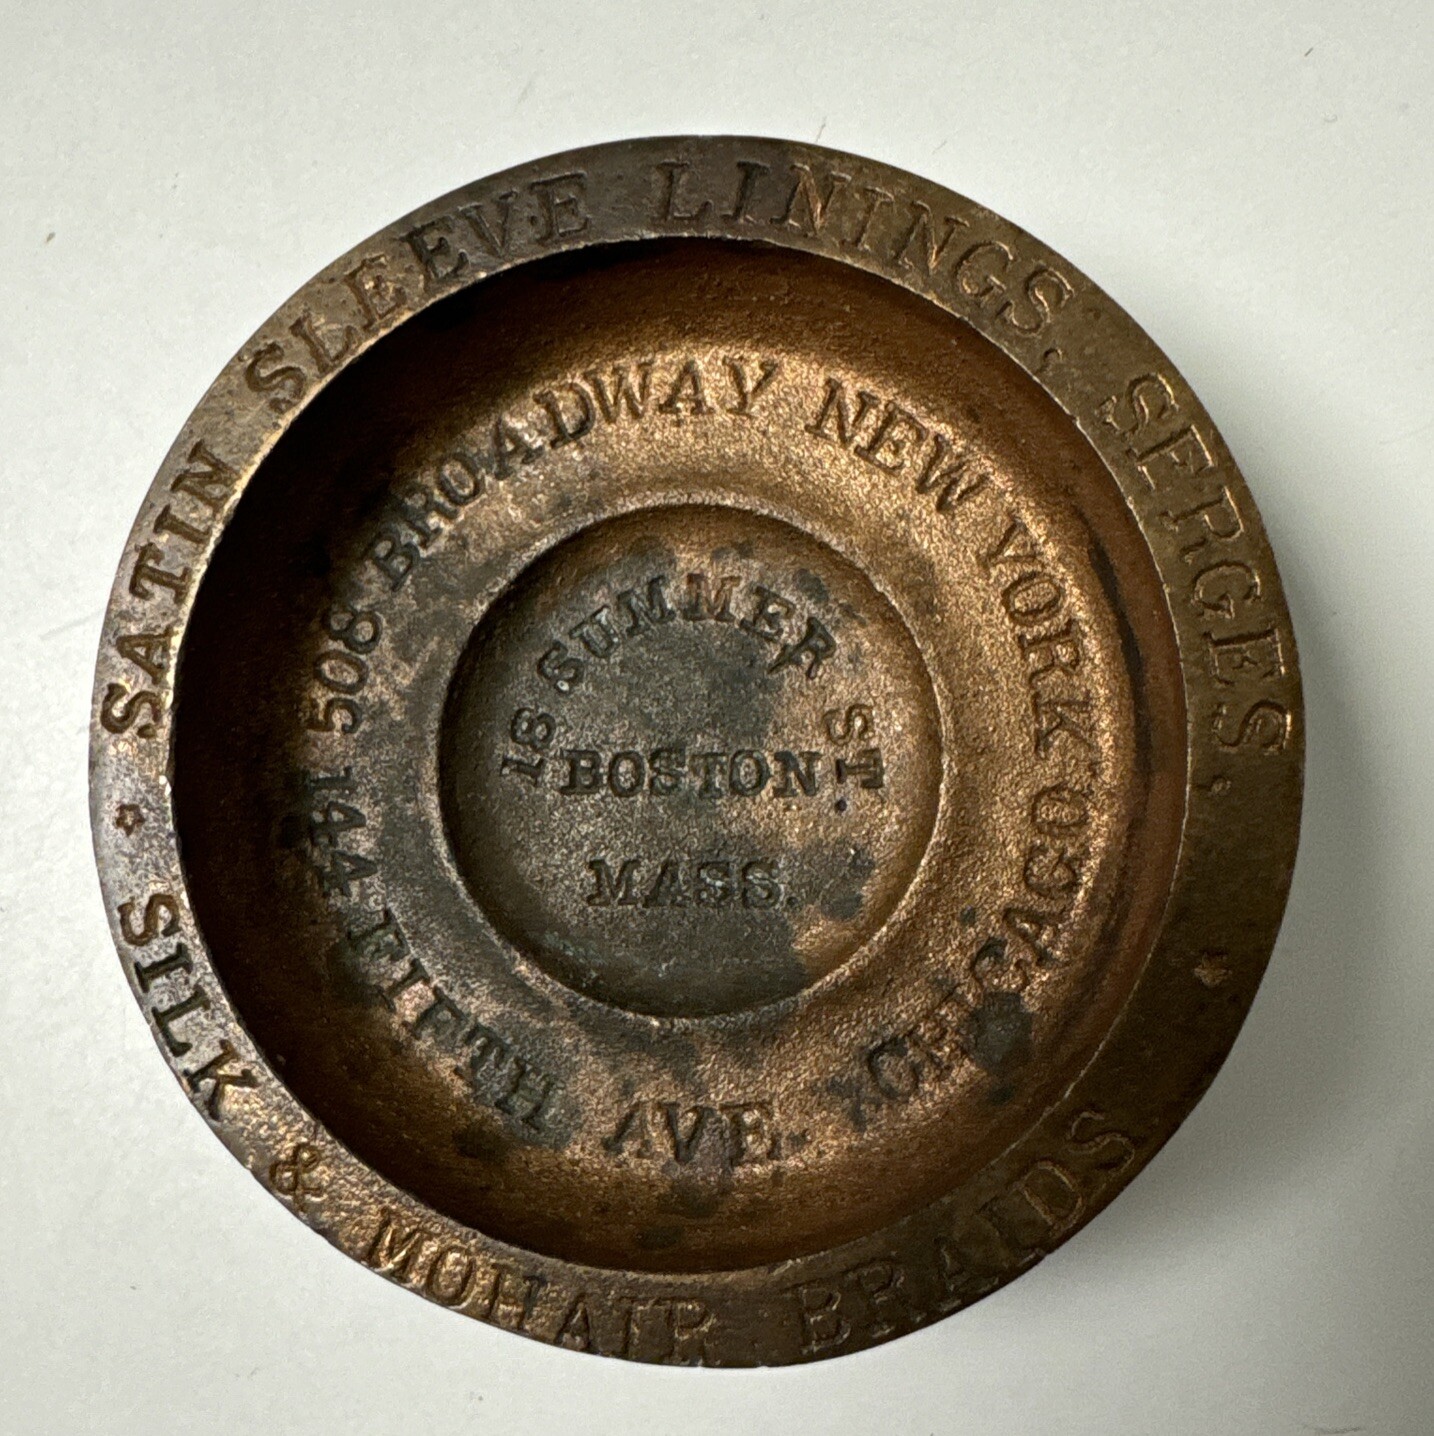 SATIN SLEEVE LININGS, SERGES.
SILK & MOHAIR BRAIDS
508 BROADWAY NEW YORK.
144 FIFTH AVE. CHICAGO.
18 SUMMER ST
BOSTON
MASS.